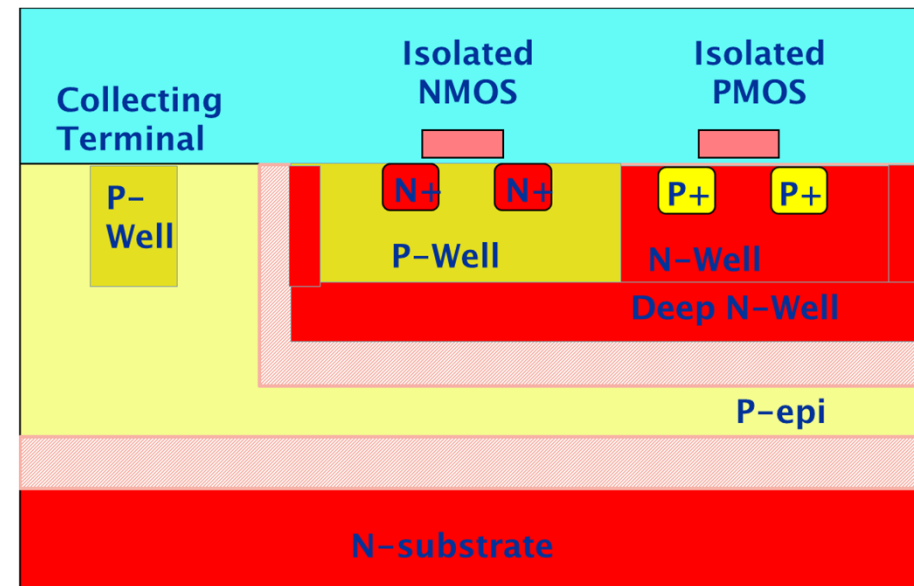 Isolated
NMOS
Isolated
PMOS
Collecting
Terminal
P-
Well
N+
N+
P+
P+
P-Well
N-Well
Deep N-Well
P-epi
N-substrate